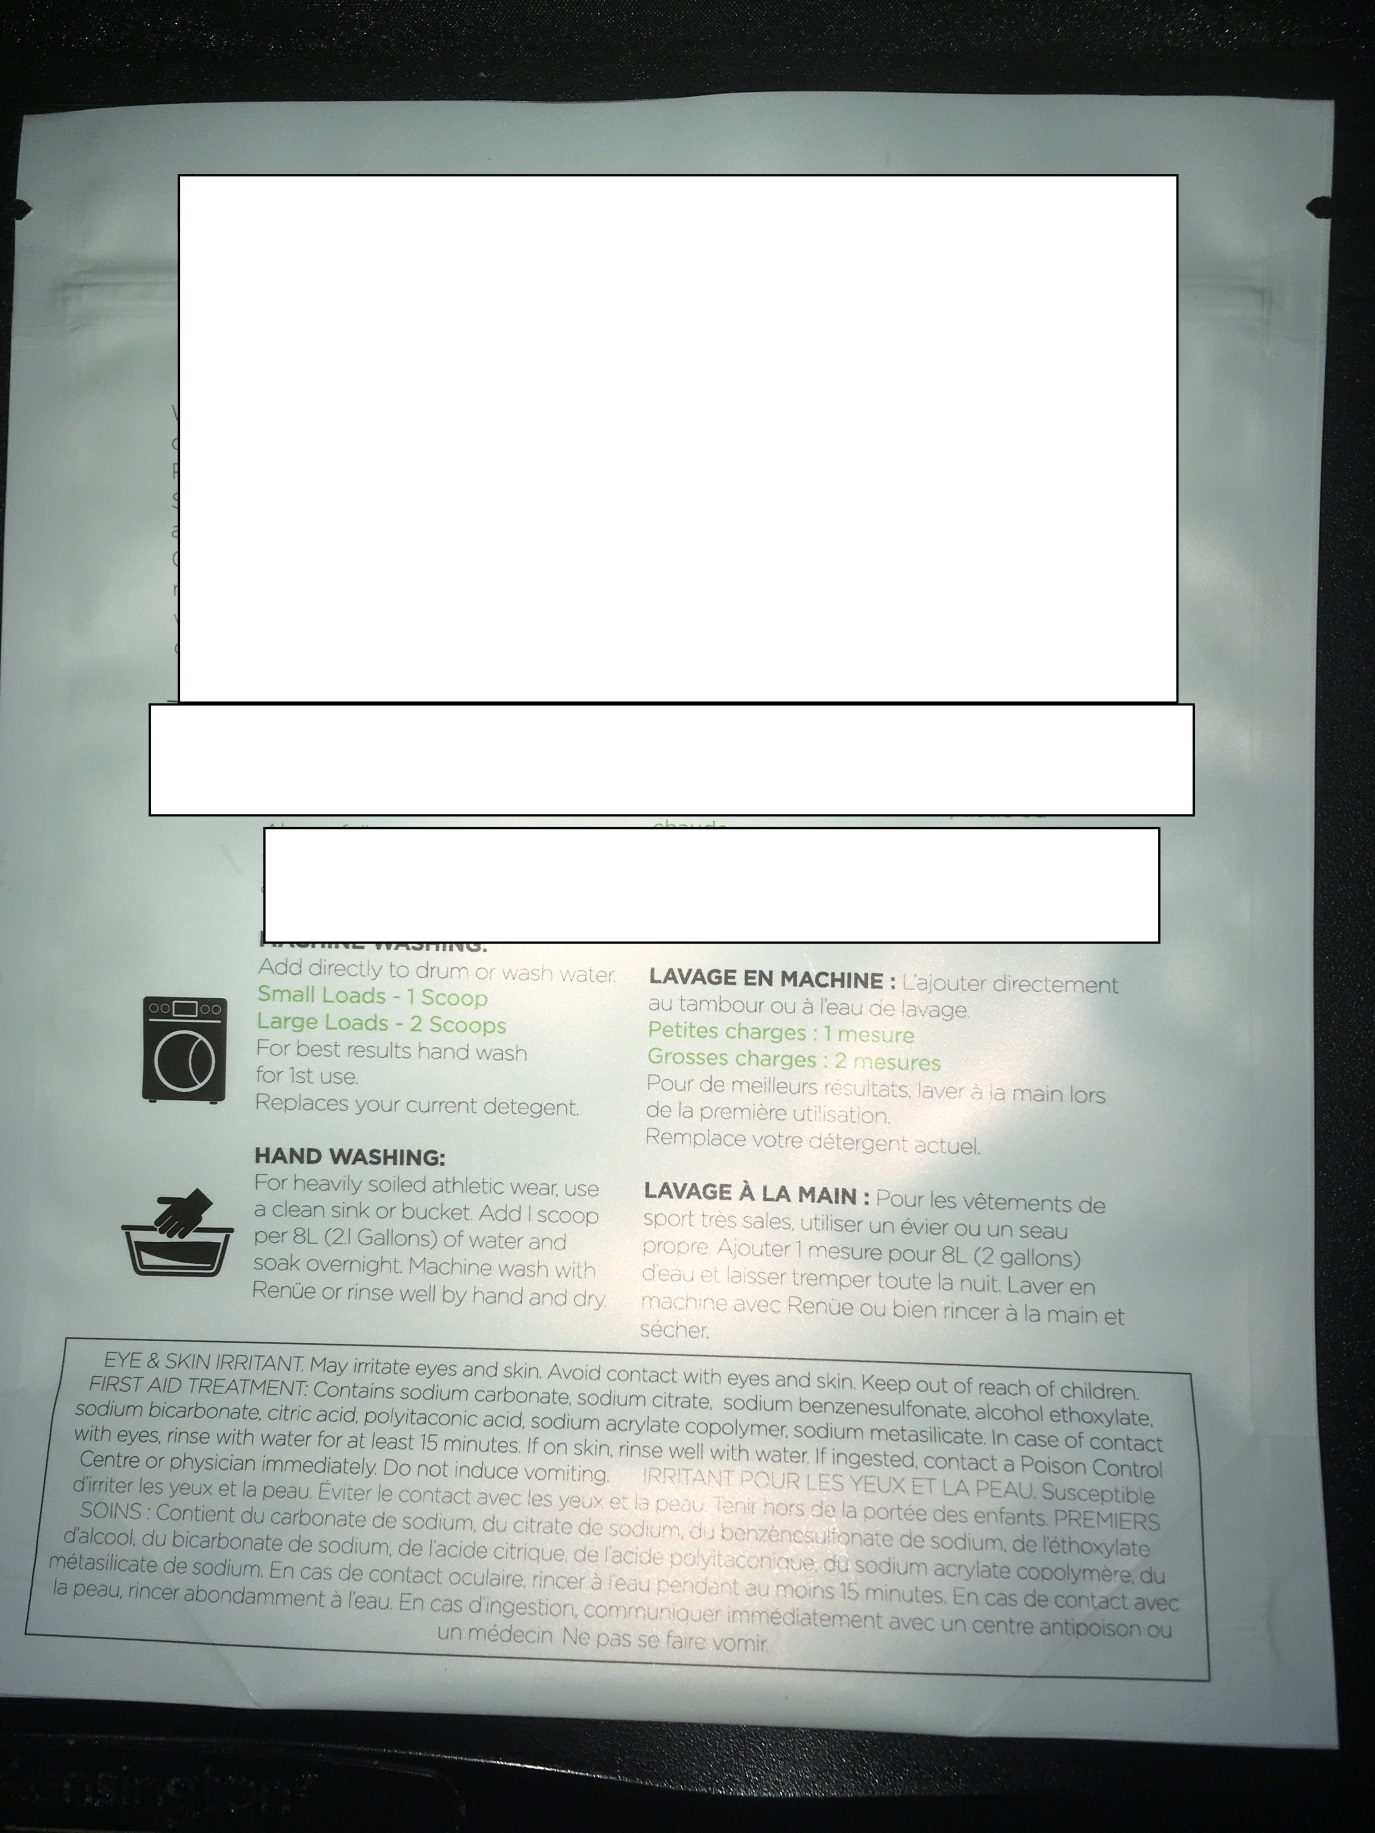 MACHINE WASHING:
Add directly to drum or wash water.
Small Loads - 1 Scoop
Large Loads - 2 Scoops
For best results hand wash
for 1st use.
Replaces your current detegent.
HAND WASHING:
For heavily soiled athletic wear, use
a clean sink or bucket. Add 1 scoop
per 8L (2.1 Gallons) of water and
soak overnight. Machine wash with
Renüe or rinse well by hand and dry.
chaude
LAVAGE EN MACHINE : L'ajouter directement
au tambour ou à l'eau de lavage.
Petites charges : 1 mesure
Grosses charges : 2 mesures
Pour de meilleurs résultats, laver à la main lors
de la première utilisation.
Remplace votre détergent actuel.
LAVAGE À LA MAIN : Pour les vêtements de
sport très sales, utiliser un évier ou un seau
propre. Ajouter 1 mesure pour 8L (2 gallons)
d'eau et laisser tremper toute la nuit. Laver en
machine avec Renüe ou bien rincer à la main et
sécher.
EYE & SKIN IRRITANT. May irritate eyes and skin. Avoid contact with eyes and skin. Keep out of reach of children.
FIRST AID TREATMENT: Contains sodium carbonate, sodium citrate, sodium benzenesulfonate, alcohol ethoxylate,
sodium bicarbonate, citric acid, polyitaconic acid, sodium acrylate copolymer, sodium metasilicate. In case of contact
with eyes, rinse with water for at least 15 minutes. If on skin, rinse well with water. If ingested, contact a Poison Control
Centre or physician immediately. Do not induce vomiting. IRRITANT POUR LES YEUX ET LA PEAU. Susceptible
d'irriter les yeux et la peau. Éviter le contact avec les yeux et la peau. Tenir hors de la portée des enfants. PREMIERS
SOINS : Contient du carbonate de sodium, du citrate de sodium, du benzènesulfonate de sodium, de l'éthoxylate
d'alcool, du bicarbonate de sodium, de l'acide citrique, de l'acide polyitaconique, du sodium acrylate copolymère, du
métasilicate de sodium. En cas de contact oculaire, rincer à l'eau pendant au moins 15 minutes. En cas de contact avec
la peau, rincer abondamment à l'eau. En cas d'ingestion, communiquer immédiatement avec un centre antipoison ou
un médecin. Ne pas se faire vomir.
Kensington